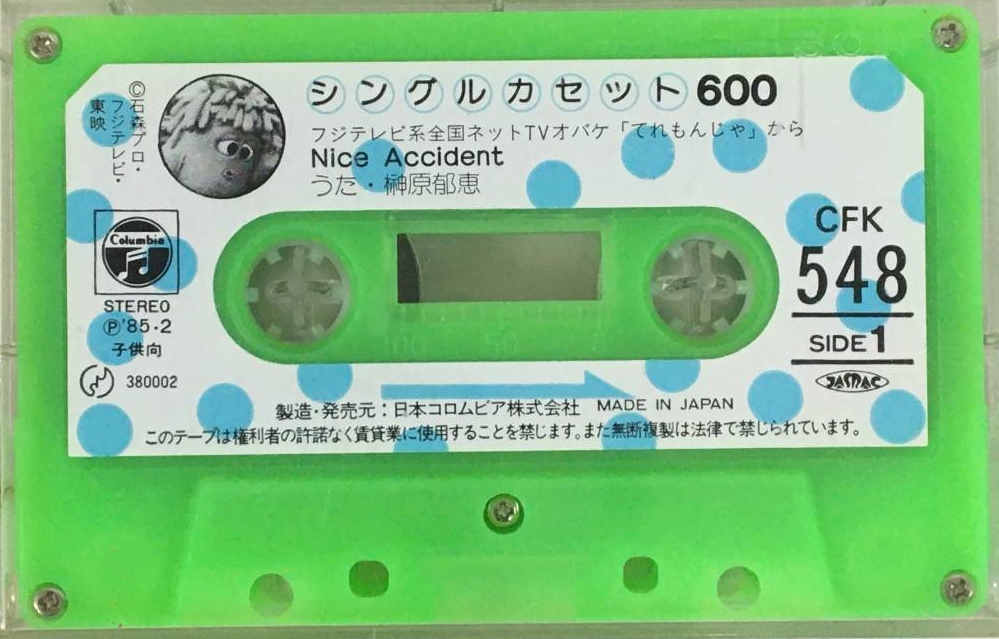 シングルカセット600
フジテレビ系全国ネットTVオバケ「てれもんじゃ」から
Nice Accident
うた・榊原郁恵
©石森プロ・
フジテレビ・
東映
Columbia
STEREO
Ⓟ'85・2
子供向
380002
CFK
548
SIDE 1
JASRAC
製造・発売元:日本コロムビア株式会社 MADE IN JAPAN
このテープは権利者の許諾なく賃貸業に使用することを禁じます。また無断複製は法律で禁じられています。
100 50